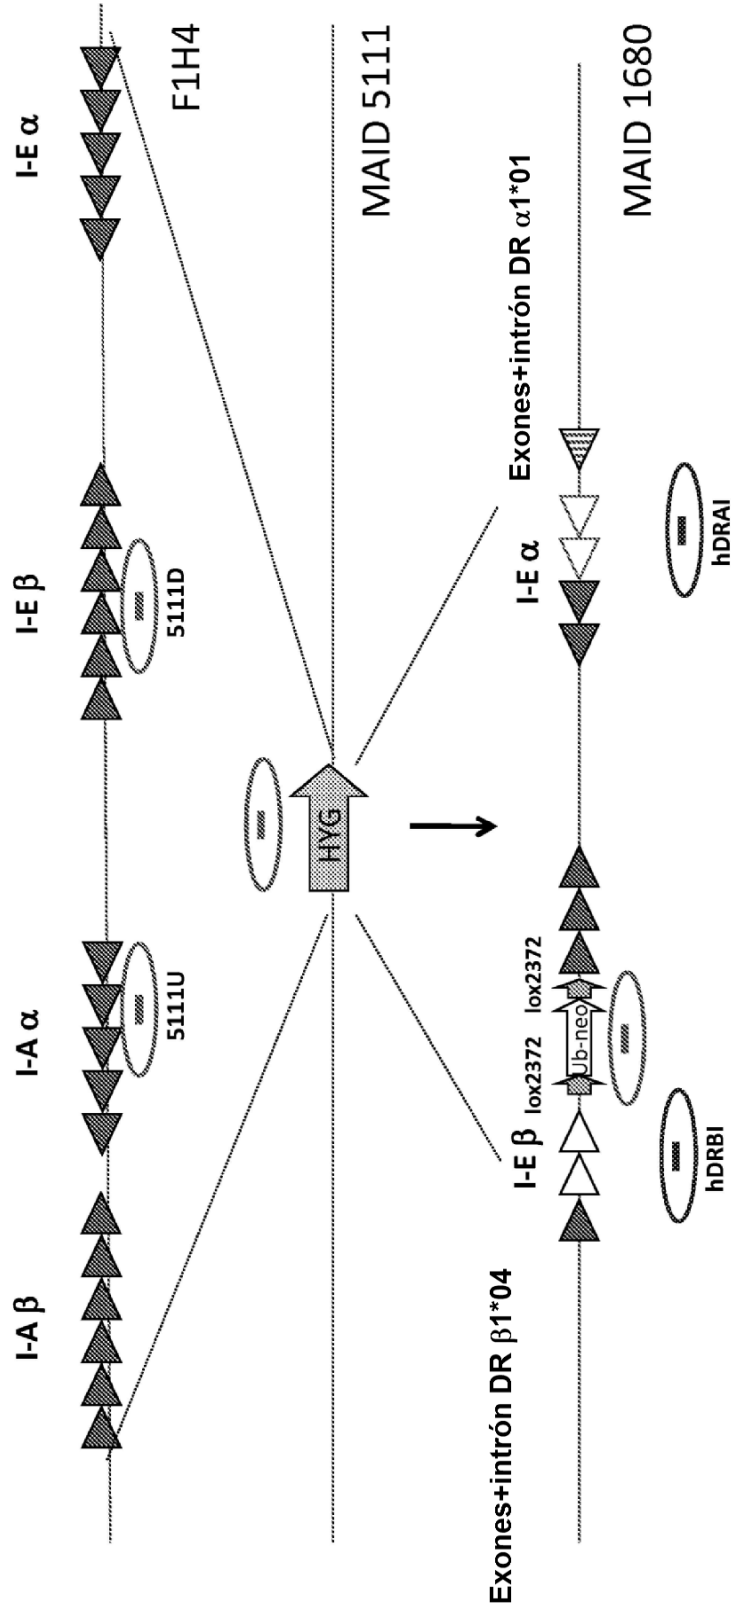 I-A β
I-A α
I-E β
I-E α
5111U
5111D
F1H4
HYG
MAID 5111
Exones+intrón DR β1*04
Exones+intrón DR α1*01
I-E β
lox2372
lox2372
I-E α
Ub-neo
MAID 1680
hDRBI
hDRAI